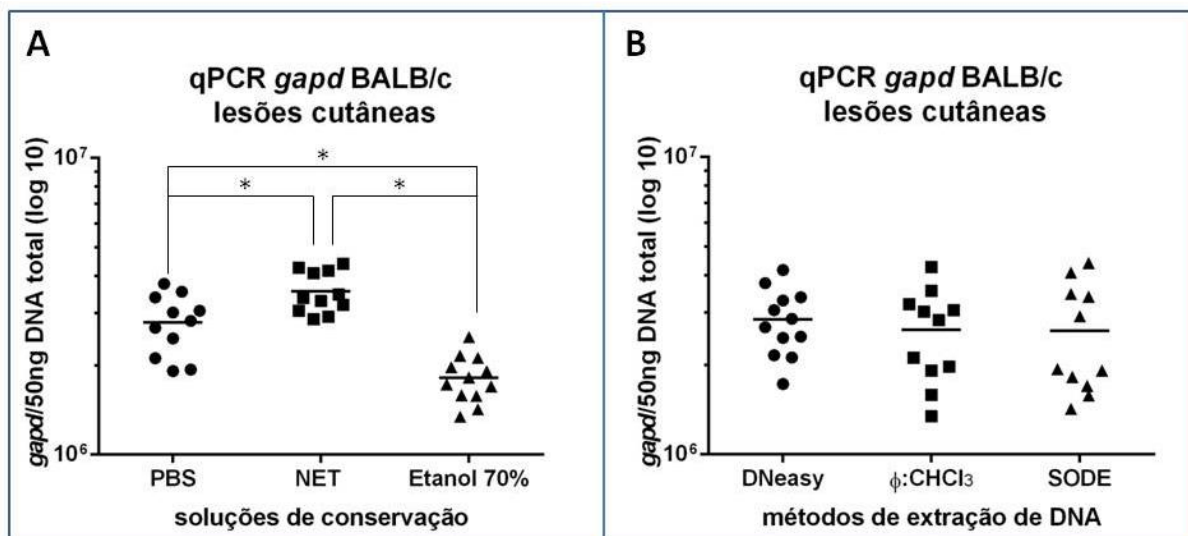 A
qPCR gapd BALB/c
lesões cutâneas
gapd/50ng DNA total (log 10)
10⁷
10⁶
*
*
*
PBS
NET
Etanol 70%
soluções de conservação
B
qPCR gapd BALB/c
lesões cutâneas
gapd/50ng DNA total (log 10)
10⁷
10⁶
DNeasy
ϕ:CHCl₃
SODE
métodos de extração de DNA